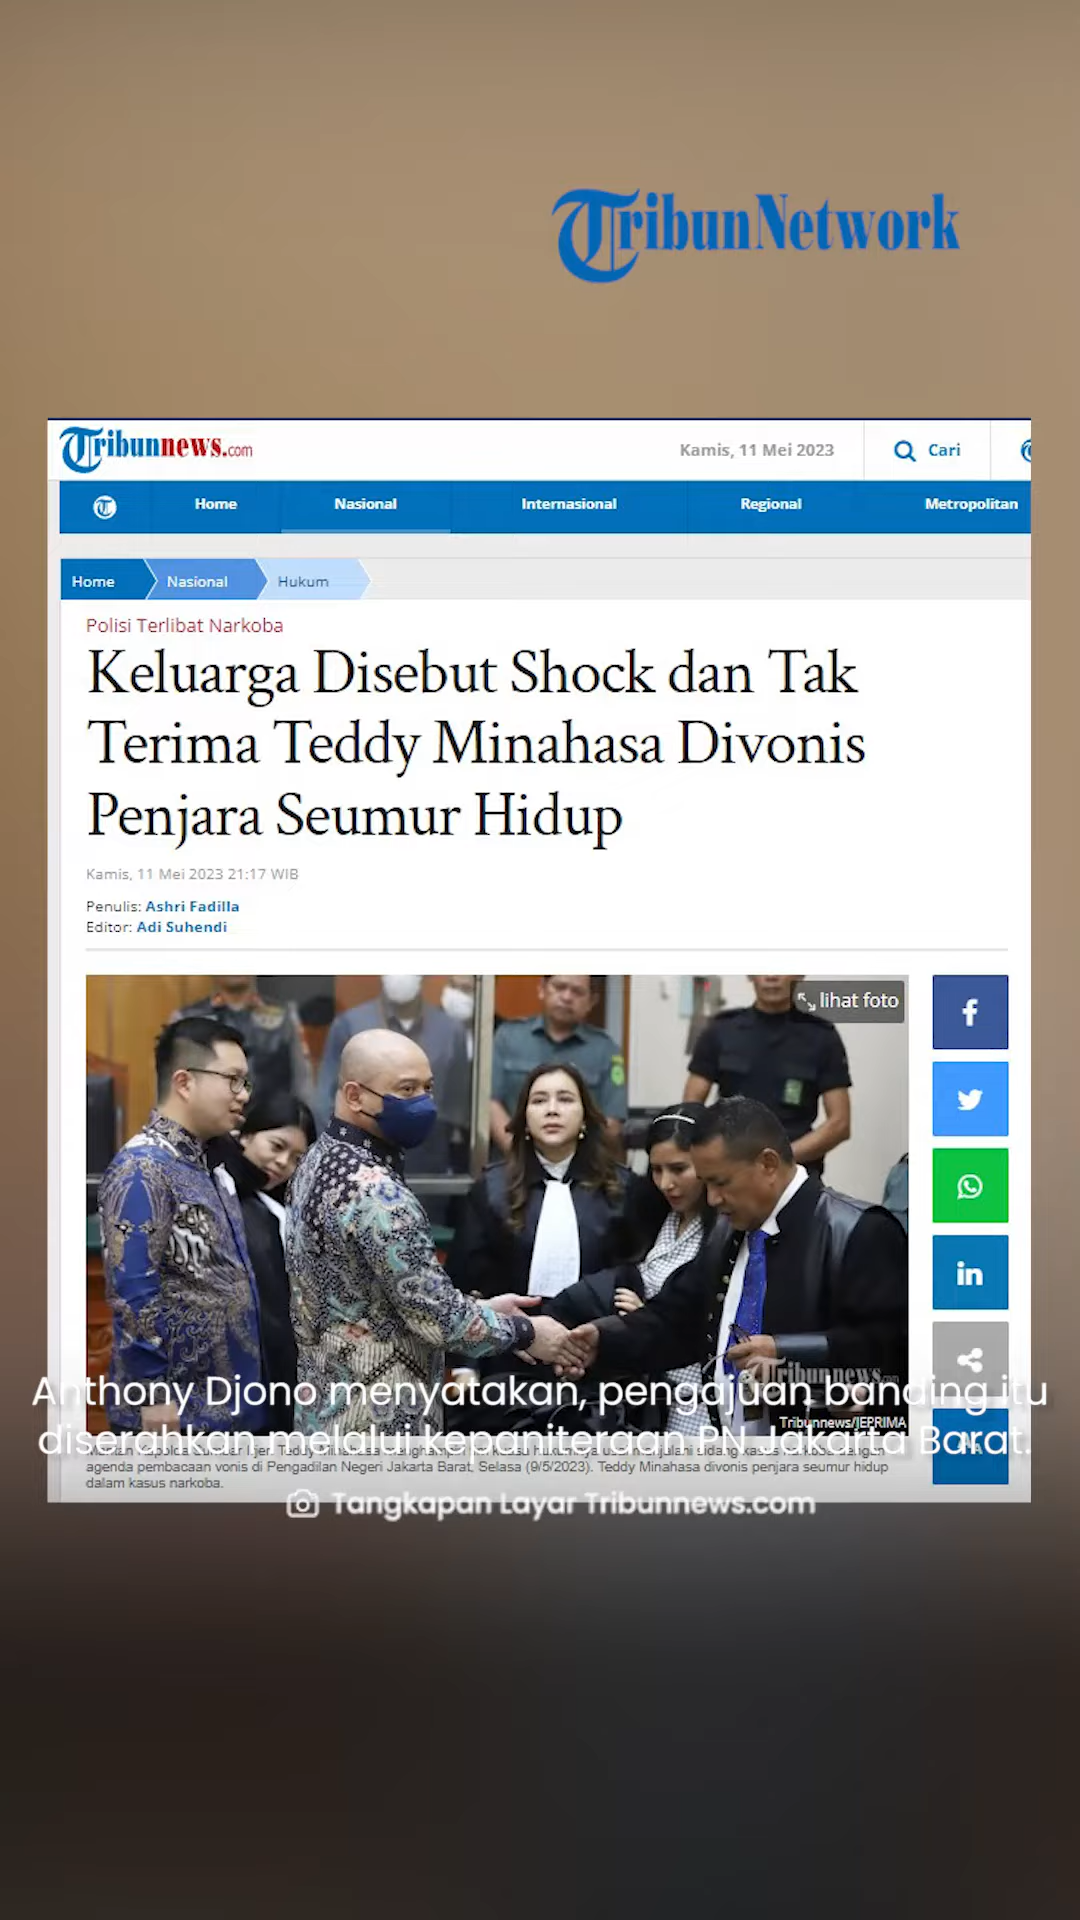 TribunNetwork
Tribunnews.com
Kamis, 11 Mei 2023
Cari
Home
Nasional
Internasional
Regional
Metropolitan
Home
Nasional
Hukum
Polisi Terlibat Narkoba
Keluarga Disebut Shock dan Tak
Terima Teddy Minahasa Divonis
Penjara Seumur Hidup
Kamis, 11 Mei 2023 21:17 WIB
Penulis: Ashri Fadilla
Editor: Adi Suhendi
lihat foto
f
in
Tribunnews.com
Anthony Djono menyatakan, pengajuan banding itu
Tribunnews/JEPRIMA
diserahkan melalui kepaniteraan PN Jakarta Barat.
agenda pembacaan vonis di Pengadilan Negeri Jakarta Barat, Selasa (9/5/2023). Teddy Minahasa divonis penjara seumur hidup
dalam kasus narkoba.
Tangkapan Layar Tribunnews.com